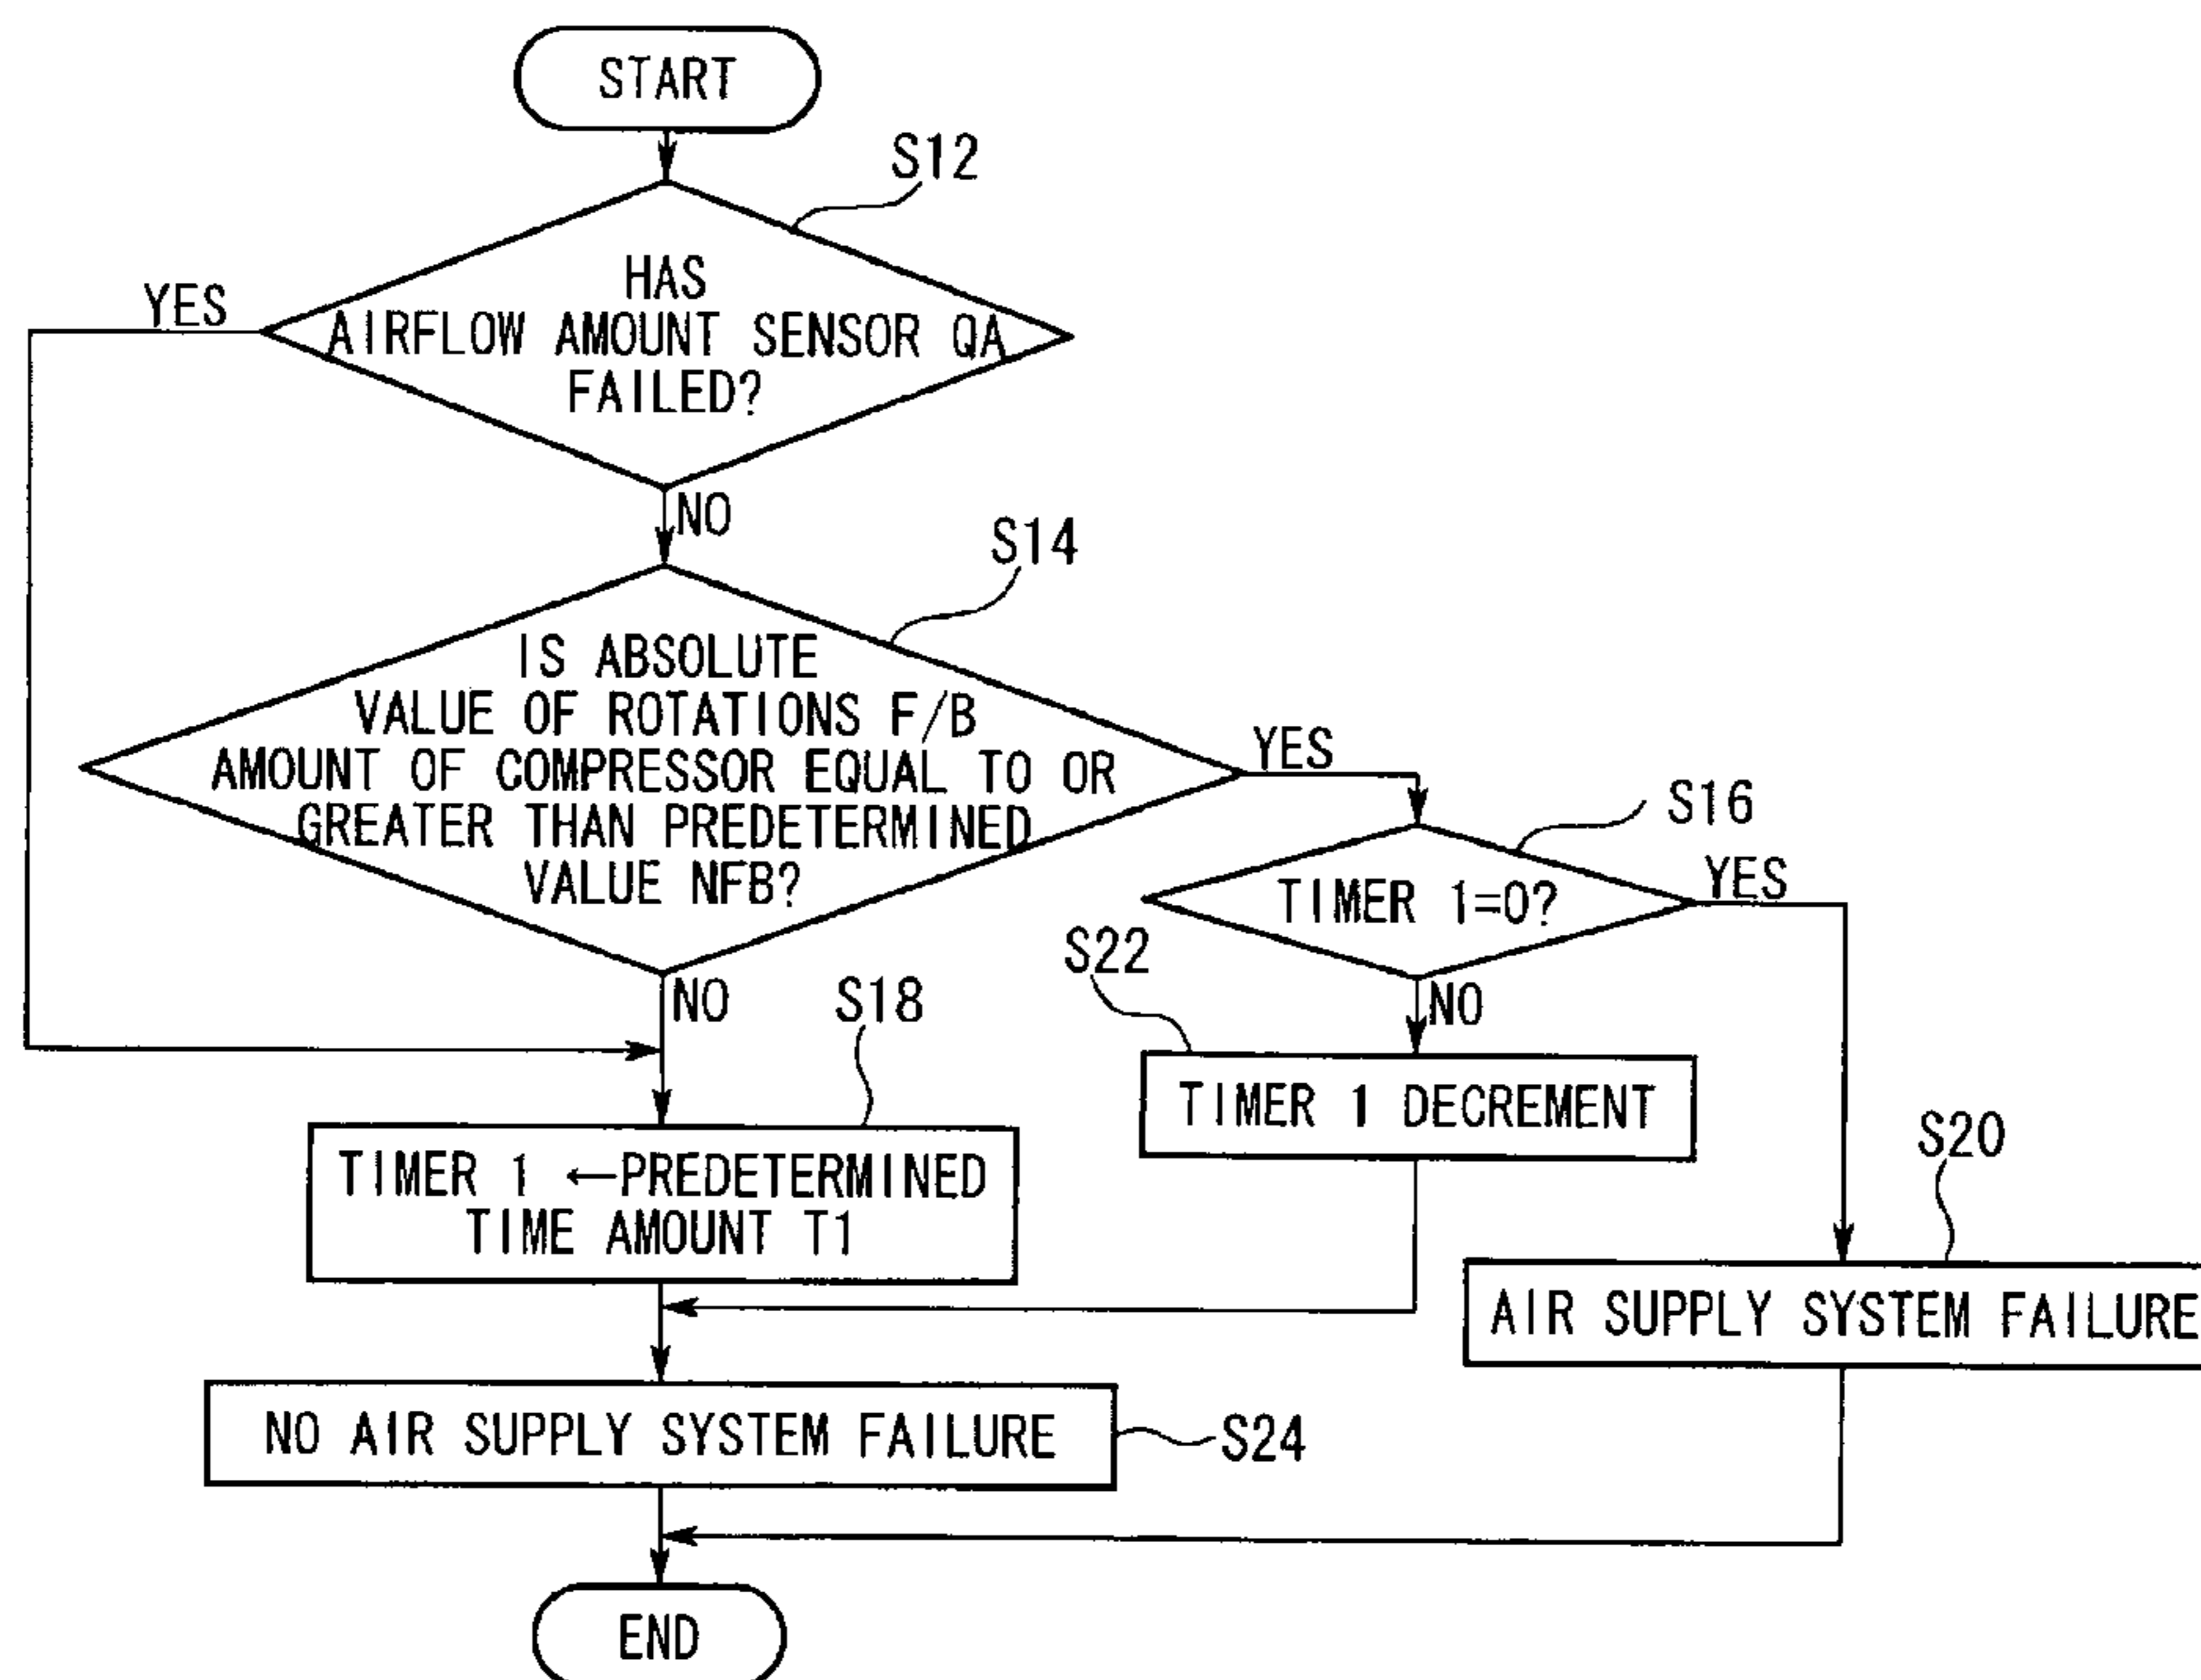 START
S12
HAS
AIRFLOW AMOUNT SENSOR QA
FAILED?
YES
NO
S14
IS ABSOLUTE
VALUE OF ROTATIONS F/B
AMOUNT OF COMPRESSOR EQUAL TO OR
GREATER THAN PREDETERMINED
VALUE NFB?
YES
S16
TIMER 1=0?
YES
NO
S22
NO
S18
TIMER 1 DECREMENT
TIMER 1 ←PREDETERMINED
TIME AMOUNT T1
S20
AIR SUPPLY SYSTEM FAILURE
NO AIR SUPPLY SYSTEM FAILURE
S24
END